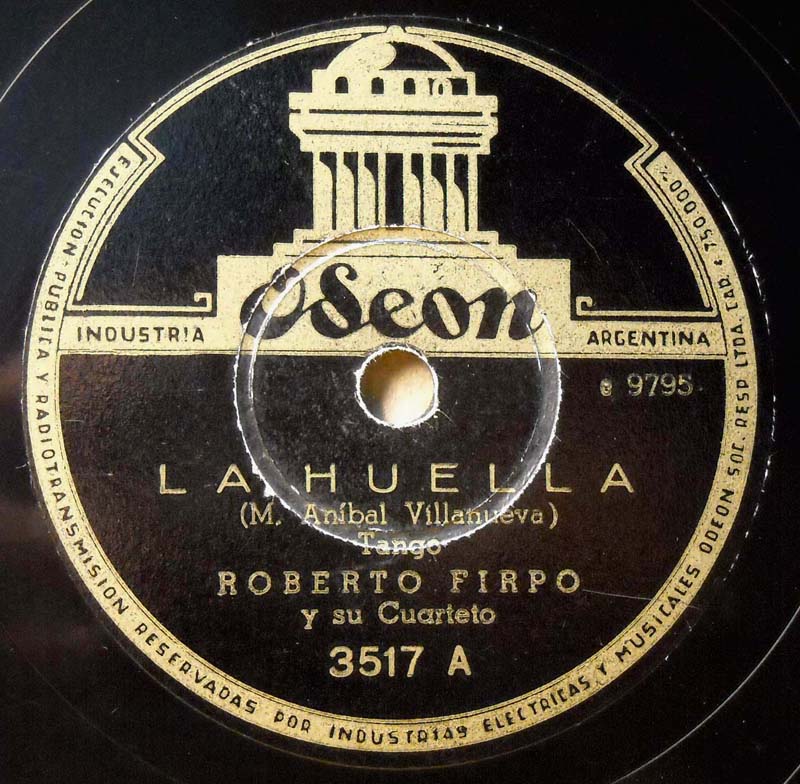 Odeon
INDUSTRIA
ARGENTINA
e 9795
LA HUELLA
(M. Aníbal Villanueva)
Tango
ROBERTO FIRPO
y su Cuarteto
3517 A
EJECUCION PUBLICA Y RADIOTRANSMISION RESERVADAS POR INDUSTRIAS ELECTRICAS Y MUSICALES ODEON SOC. RESP. LTDA. CAP. $ 750.000 %